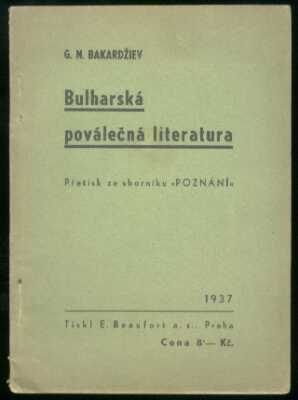 G. M. BAKARDŽIEV
Bulharská
poválečná literatura
Přetisk ze sborníku »POZNÁNÍ«
1937
Tiskl E. Beaufort a. s., Praha
Cena 8·— Kč.